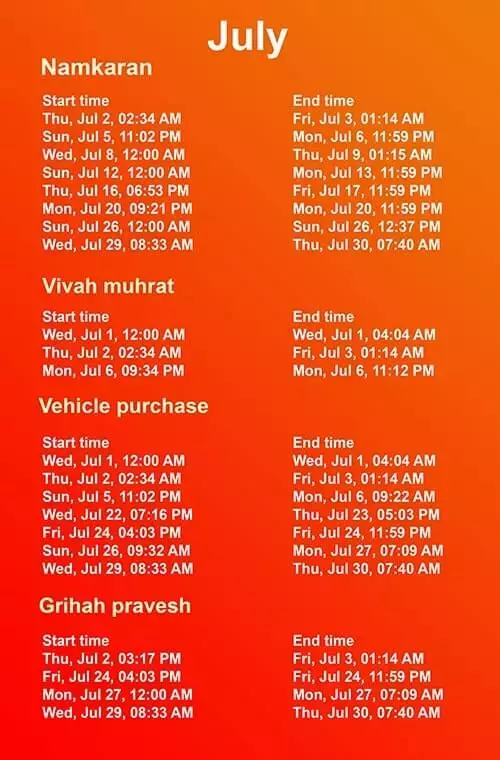 July
Namkaran
Start time End time
Thu, Jul 2, 02:34 AM Fri, Jul 3, 01:14 AM
Sun, Jul 5, 11:02 PM Mon, Jul 6, 11:59 PM
Wed, Jul 8, 12:00 AM Thu, Jul 9, 01:15 AM
Sun, Jul 12, 12:00 AM Mon, Jul 13, 11:59 PM
Thu, Jul 16, 06:53 PM Fri, Jul 17, 11:59 PM
Mon, Jul 20, 09:21 PM Mon, Jul 20, 11:59 PM
Sun, Jul 26, 12:00 AM Sun, Jul 26, 12:37 PM
Wed, Jul 29, 08:33 AM Thu, Jul 30, 07:40 AM
Vivah muhrat
Start time End time
Wed, Jul 1, 12:00 AM Wed, Jul 1, 04:04 AM
Thu, Jul 2, 02:34 AM Fri, Jul 3, 01:14 AM
Mon, Jul 6, 09:34 PM Mon, Jul 6, 11:12 PM
Vehicle purchase
Start time End time
Wed, Jul 1, 12:00 AM Wed, Jul 1, 04:04 AM
Thu, Jul 2, 02:34 AM Fri, Jul 3, 01:14 AM
Sun, Jul 5, 11:02 PM Mon, Jul 6, 09:22 AM
Wed, Jul 22, 07:16 PM Thu, Jul 23, 05:03 PM
Fri, Jul 24, 04:03 PM Fri, Jul 24, 11:59 PM
Sun, Jul 26, 09:32 AM Mon, Jul 27, 07:09 AM
Wed, Jul 29, 08:33 AM Thu, Jul 30, 07:40 AM
Grihah pravesh
Start time End time
Thu, Jul 2, 03:17 PM Fri, Jul 3, 01:14 AM
Fri, Jul 24, 04:03 PM Fri, Jul 24, 11:59 PM
Mon, Jul 27, 12:00 AM Mon, Jul 27, 07:09 AM
Wed, Jul 29, 08:33 AM Thu, Jul 30, 07:40 AM